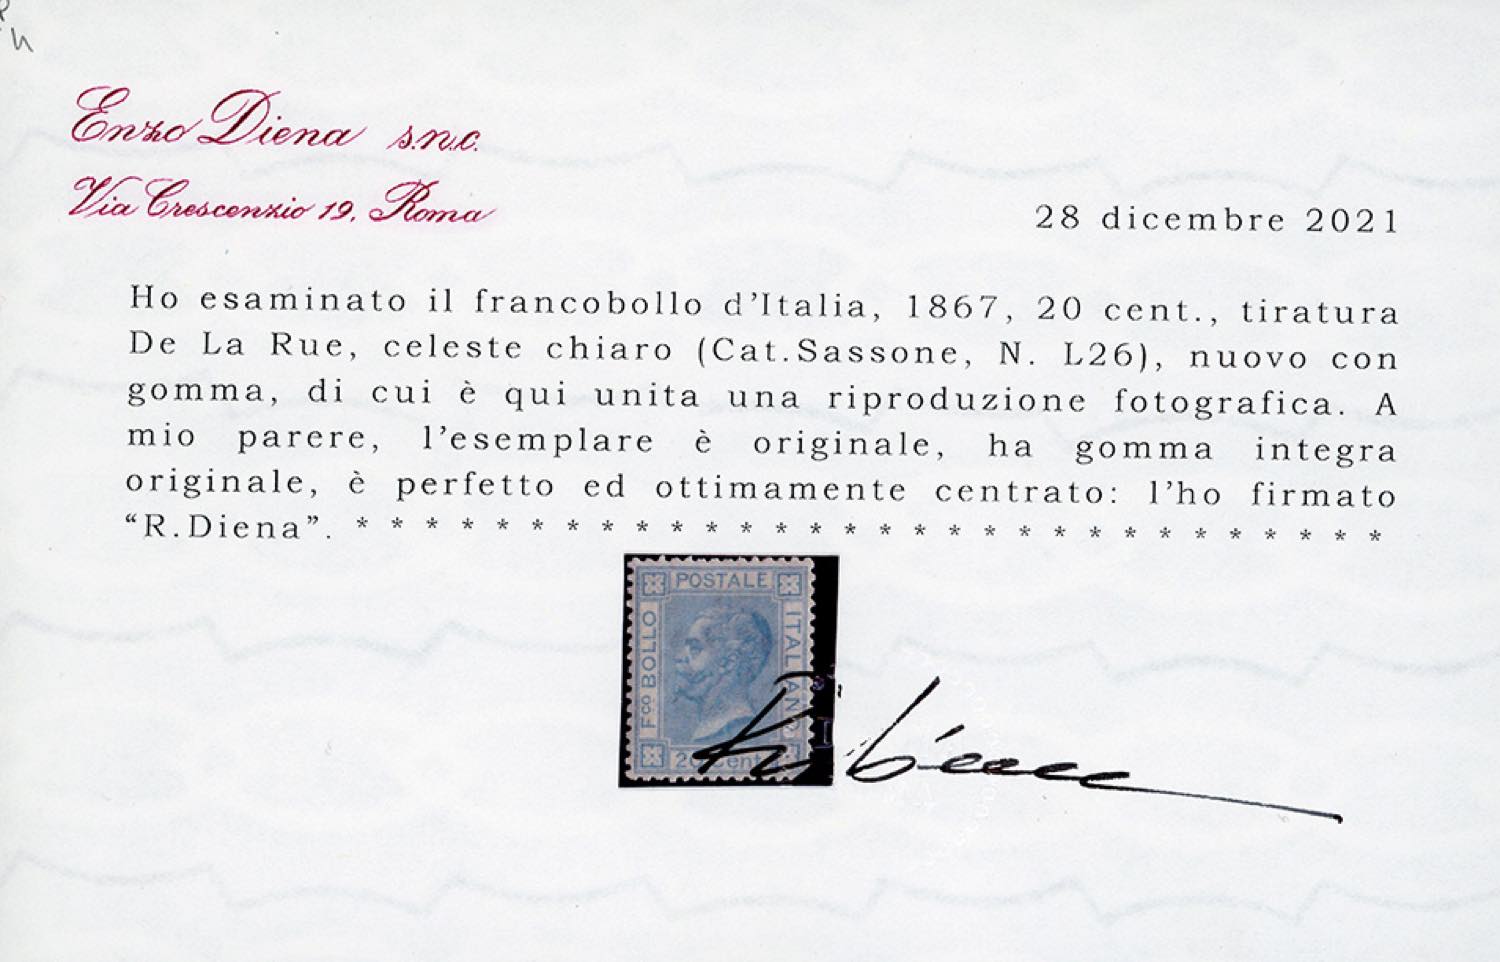 Enzo Diena s.n.c.
Via Crescenzio 19, Roma
28 dicembre 2021
Ho esaminato il francobollo d'Italia, 1867, 20 cent., tiratura
De La Rue, celeste chiaro (Cat.Sassone, N. L26), nuovo con
gomma, di cui è qui unita una riproduzione fotografica. A
mio parere, l'esemplare è originale, ha gomma integra
originale, è perfetto ed ottimamente centrato: l'ho firmato
“R.Diena”. * * * * * * * * * * * * * * * * * * * * * * * * * * * * * *
POSTALE
Fco BOLLO
ITALIANO
20 Cent